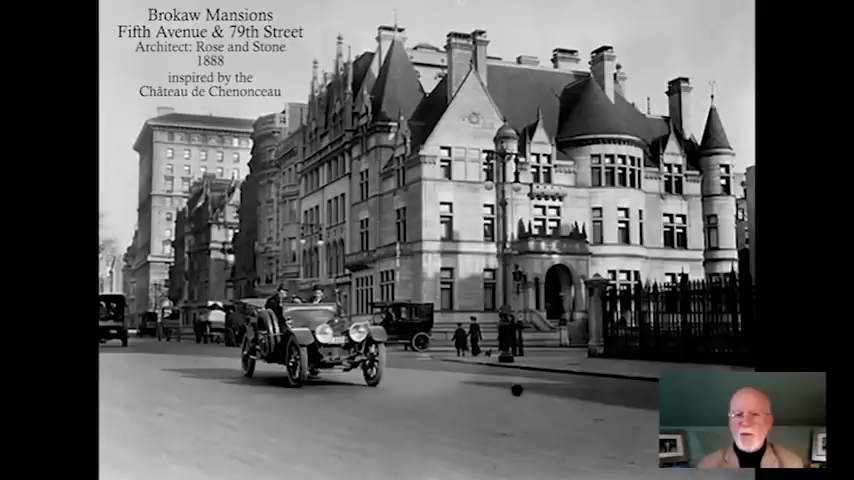 Brokaw Mansions
Fifth Avenue & 79th Street
Architect: Rose and Stone
1888
inspired by the
Château de Chenonceau